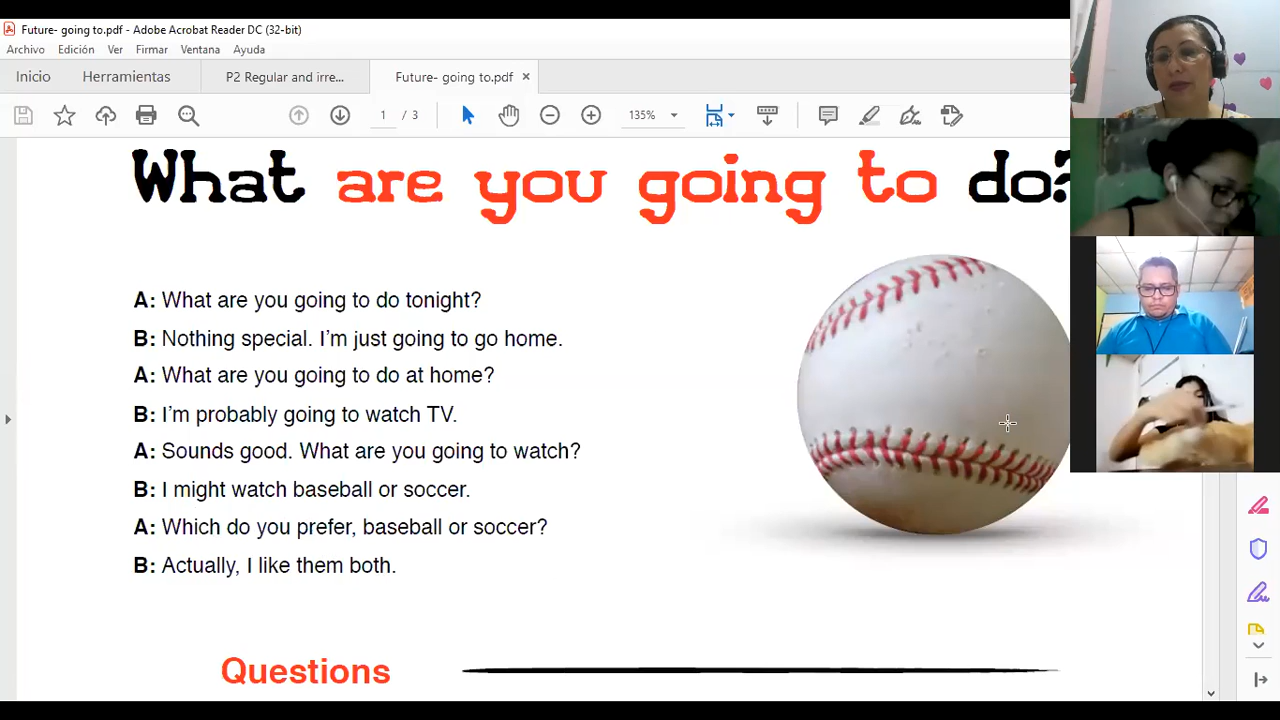 Future- going to.pdf - Adobe Acrobat Reader DC (32-bit)
Archivo Edición Ver Firmar Ventana Ayuda
Inicio Herramientas P2 Regular and irre... Future- going to.pdf ×
1 / 3 135%
What are you going to do?
A: What are you going to do tonight?
B: Nothing special. I'm just going to go home.
A: What are you going to do at home?
B: I'm probably going to watch TV.
A: Sounds good. What are you going to watch?
B: I might watch baseball or soccer.
A: Which do you prefer, baseball or soccer?
B: Actually, I like them both.
Questions